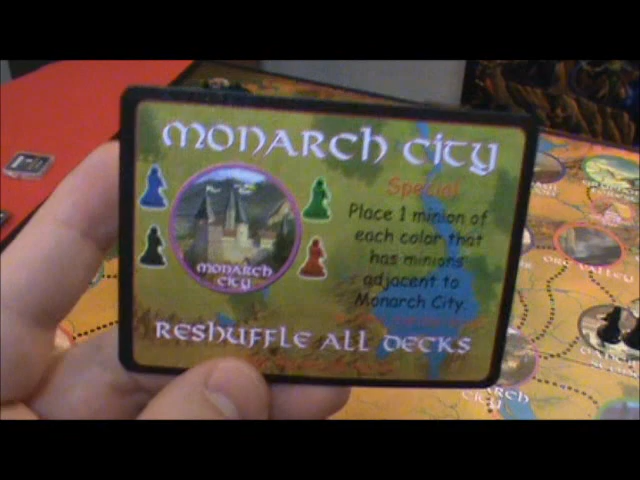 MONARCH CITY
Special
Place 1 minion of
each color that
has minions
adjacent to
Monarch City.
MONARCH
CITY
RESHUFFLE ALL DECKS
ORC VALLEY